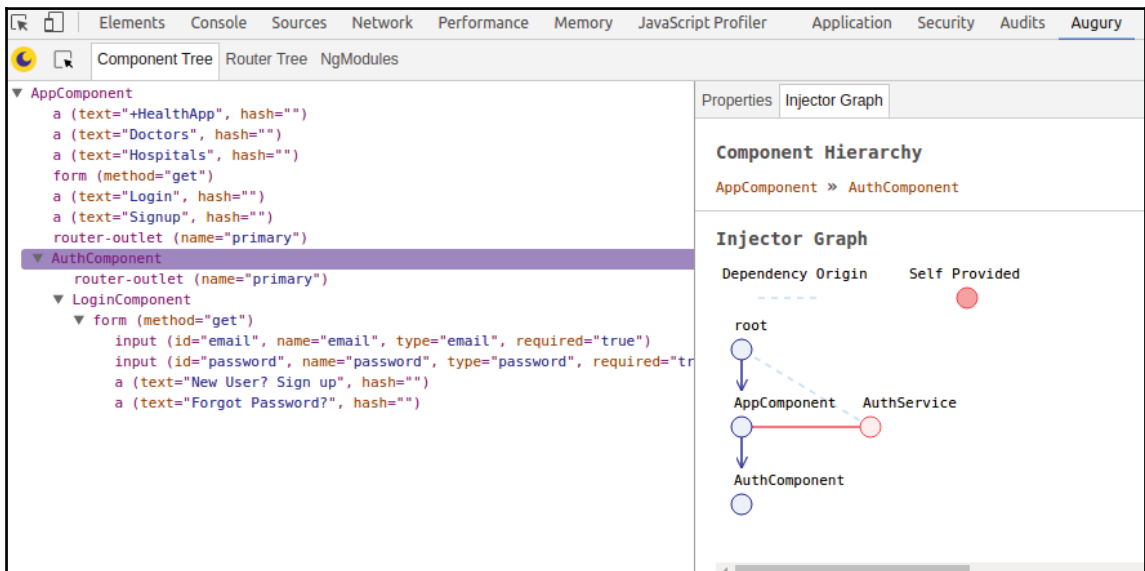 Elements Console Sources Network Performance Memory JavaScript Profiler Application Security Audits Augury
Component Tree Router Tree NgModules
AppComponent
a (text="+HealthApp", hash="")
a (text="Doctors", hash="")
a (text="Hospitals", hash="")
form (method="get")
a (text="Login", hash="")
a (text="Signup", hash="")
router-outlet (name="primary")
AuthComponent
router-outlet (name="primary")
LoginComponent
form (method="get")
input (id="email", name="email", type="email", required="true")
input (id="password", name="password", type="password", required="tr
a (text="New User? Sign up", hash="")
a (text="Forgot Password?", hash="")
Properties Injector Graph
Component Hierarchy
AppComponent » AuthComponent
Injector Graph
Dependency Origin Self Provided
root
AppComponent AuthService
AuthComponent